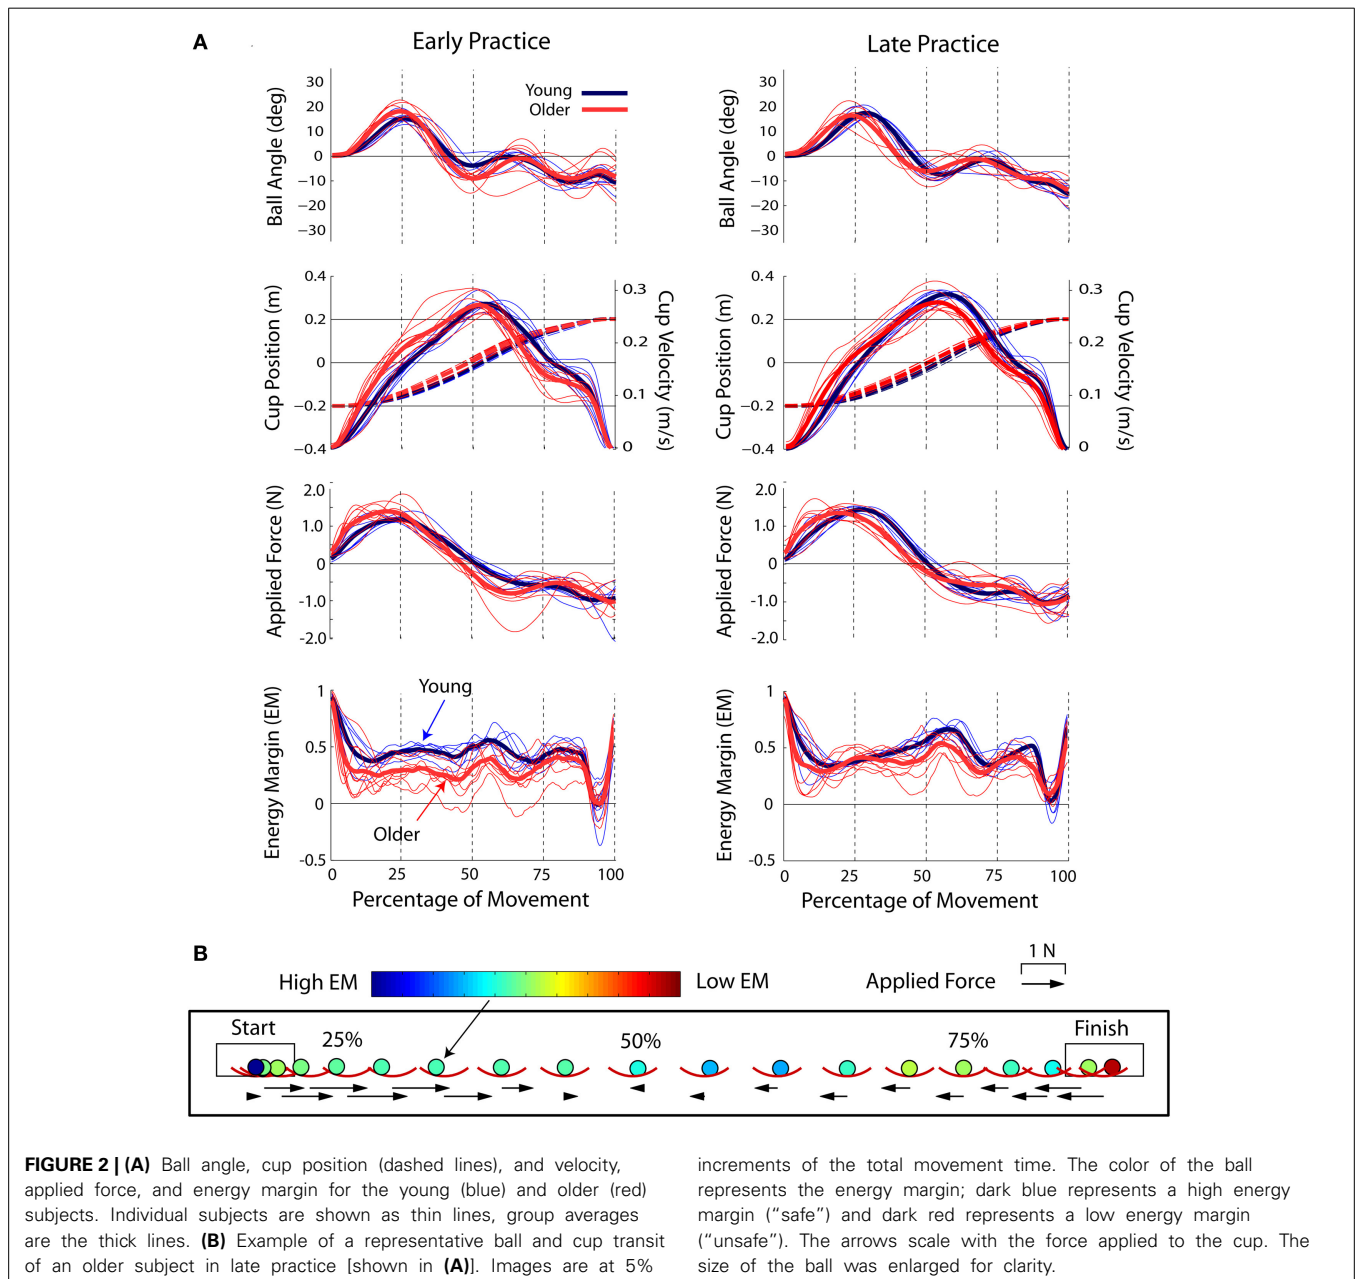 A
Early Practice
Late Practice
Ball Angle (deg)
30
20
10
0
−10
−20
−30
Young
Older
Ball Angle (deg)
30
20
10
0
−10
−20
−30
Cup Position (m)
0.4
0.2
0
−0.2
−0.4
0.3
0.2
0.1
0
Cup Velocity (m/s)
Cup Position (m)
0.4
0.2
0
−0.2
−0.4
0.3
0.2
0.1
0
Cup Velocity (m/s)
Applied Force (N)
2.0
1.0
0
-1.0
-2.0
Applied Force (N)
2.0
1.0
0
-1.0
-2.0
Energy Margin (EM)
1
0.5
0
-0.5
Young
Older
0 25 50 75 100
Percentage of Movement
Energy Margin (EM)
1
0.5
0
-0.5
0 25 50 75 100
Percentage of Movement
B
High EM
Low EM
Applied Force
1 N
Start
25%
50%
75%
Finish
FIGURE 2 | (A) Ball angle, cup position (dashed lines), and velocity,
applied force, and energy margin for the young (blue) and older (red)
subjects. Individual subjects are shown as thin lines, group averages
are the thick lines. (B) Example of a representative ball and cup transit
of an older subject in late practice [shown in (A)]. Images are at 5%
increments of the total movement time. The color of the ball
represents the energy margin; dark blue represents a high energy
margin (“safe”) and dark red represents a low energy margin
(“unsafe”). The arrows scale with the force applied to the cup. The
size of the ball was enlarged for clarity.